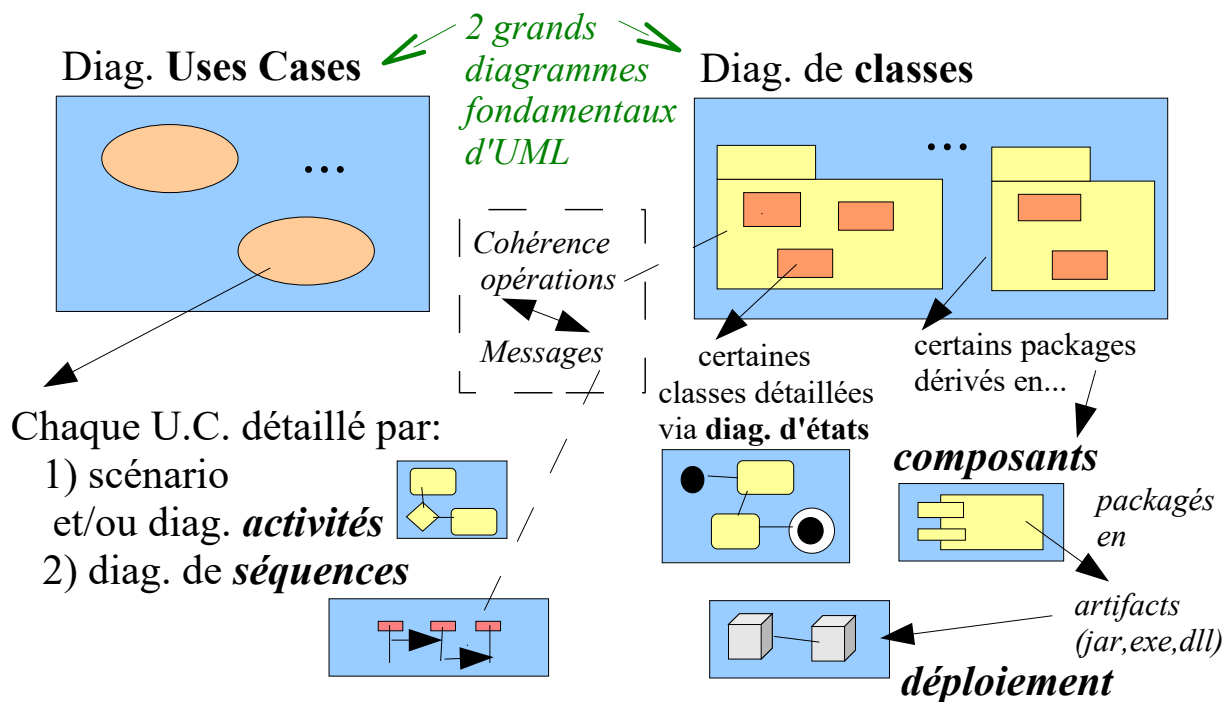 2 grands
diagrammes
fondamentaux
d'UML
Diag. Uses Cases
Diag. de classes
...
...
Cohérence
opérations
Messages
certaines
classes détaillées
via diag. d'états
certains packages
dérivés en...
Chaque U.C. détaillé par:
1) scénario
et/ou diag. activités
2) diag. de séquences
composants
packagés
en
artifacts
(jar,exe,dll)
déploiement